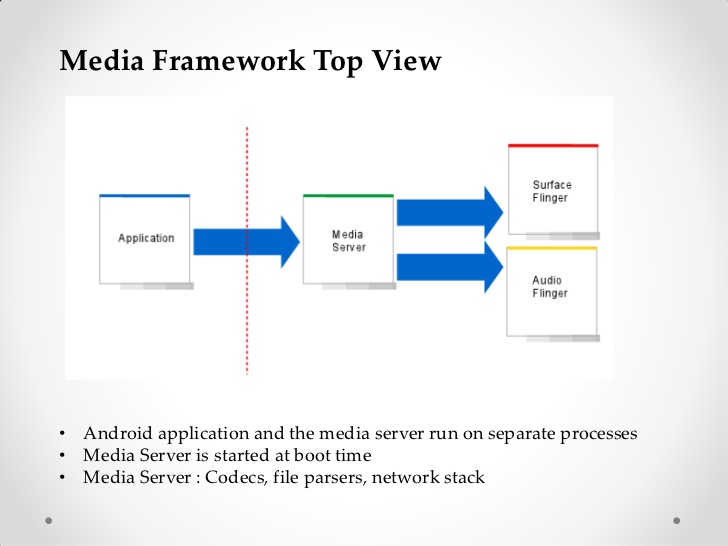 Media Framework Top View
Application
Media
Server
Surface
Flinger
Audio
Flinger
• Android application and the media server run on separate processes
• Media Server is started at boot time
• Media Server : Codecs, file parsers, network stack